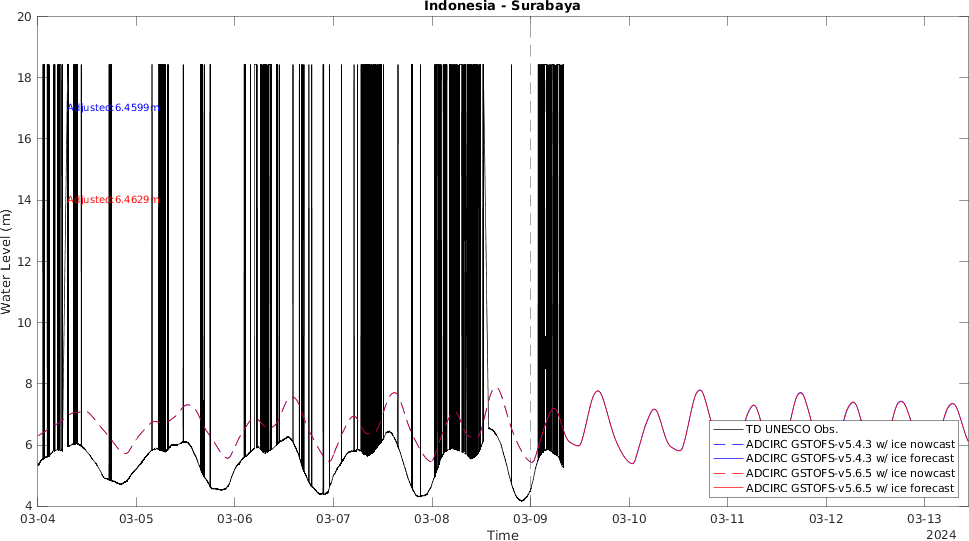 Indonesia - Surabaya
20
18
16
14
12
10
8
6
4
Water Level (m)
Adjusted:6.4599m
Adjusted:6.4629m
TD UNESCO Obs.
ADCIRC GSTOFS-v5.4.3 w/ ice nowcast
ADCIRC GSTOFS-v5.4.3 w/ ice forecast
ADCIRC GSTOFS-v5.6.5 w/ ice nowcast
ADCIRC GSTOFS-v5.6.5 w/ ice forecast
03-04 03-05 03-06 03-07 03-08 03-09 03-10 03-11 03-12 03-13
Time
2024